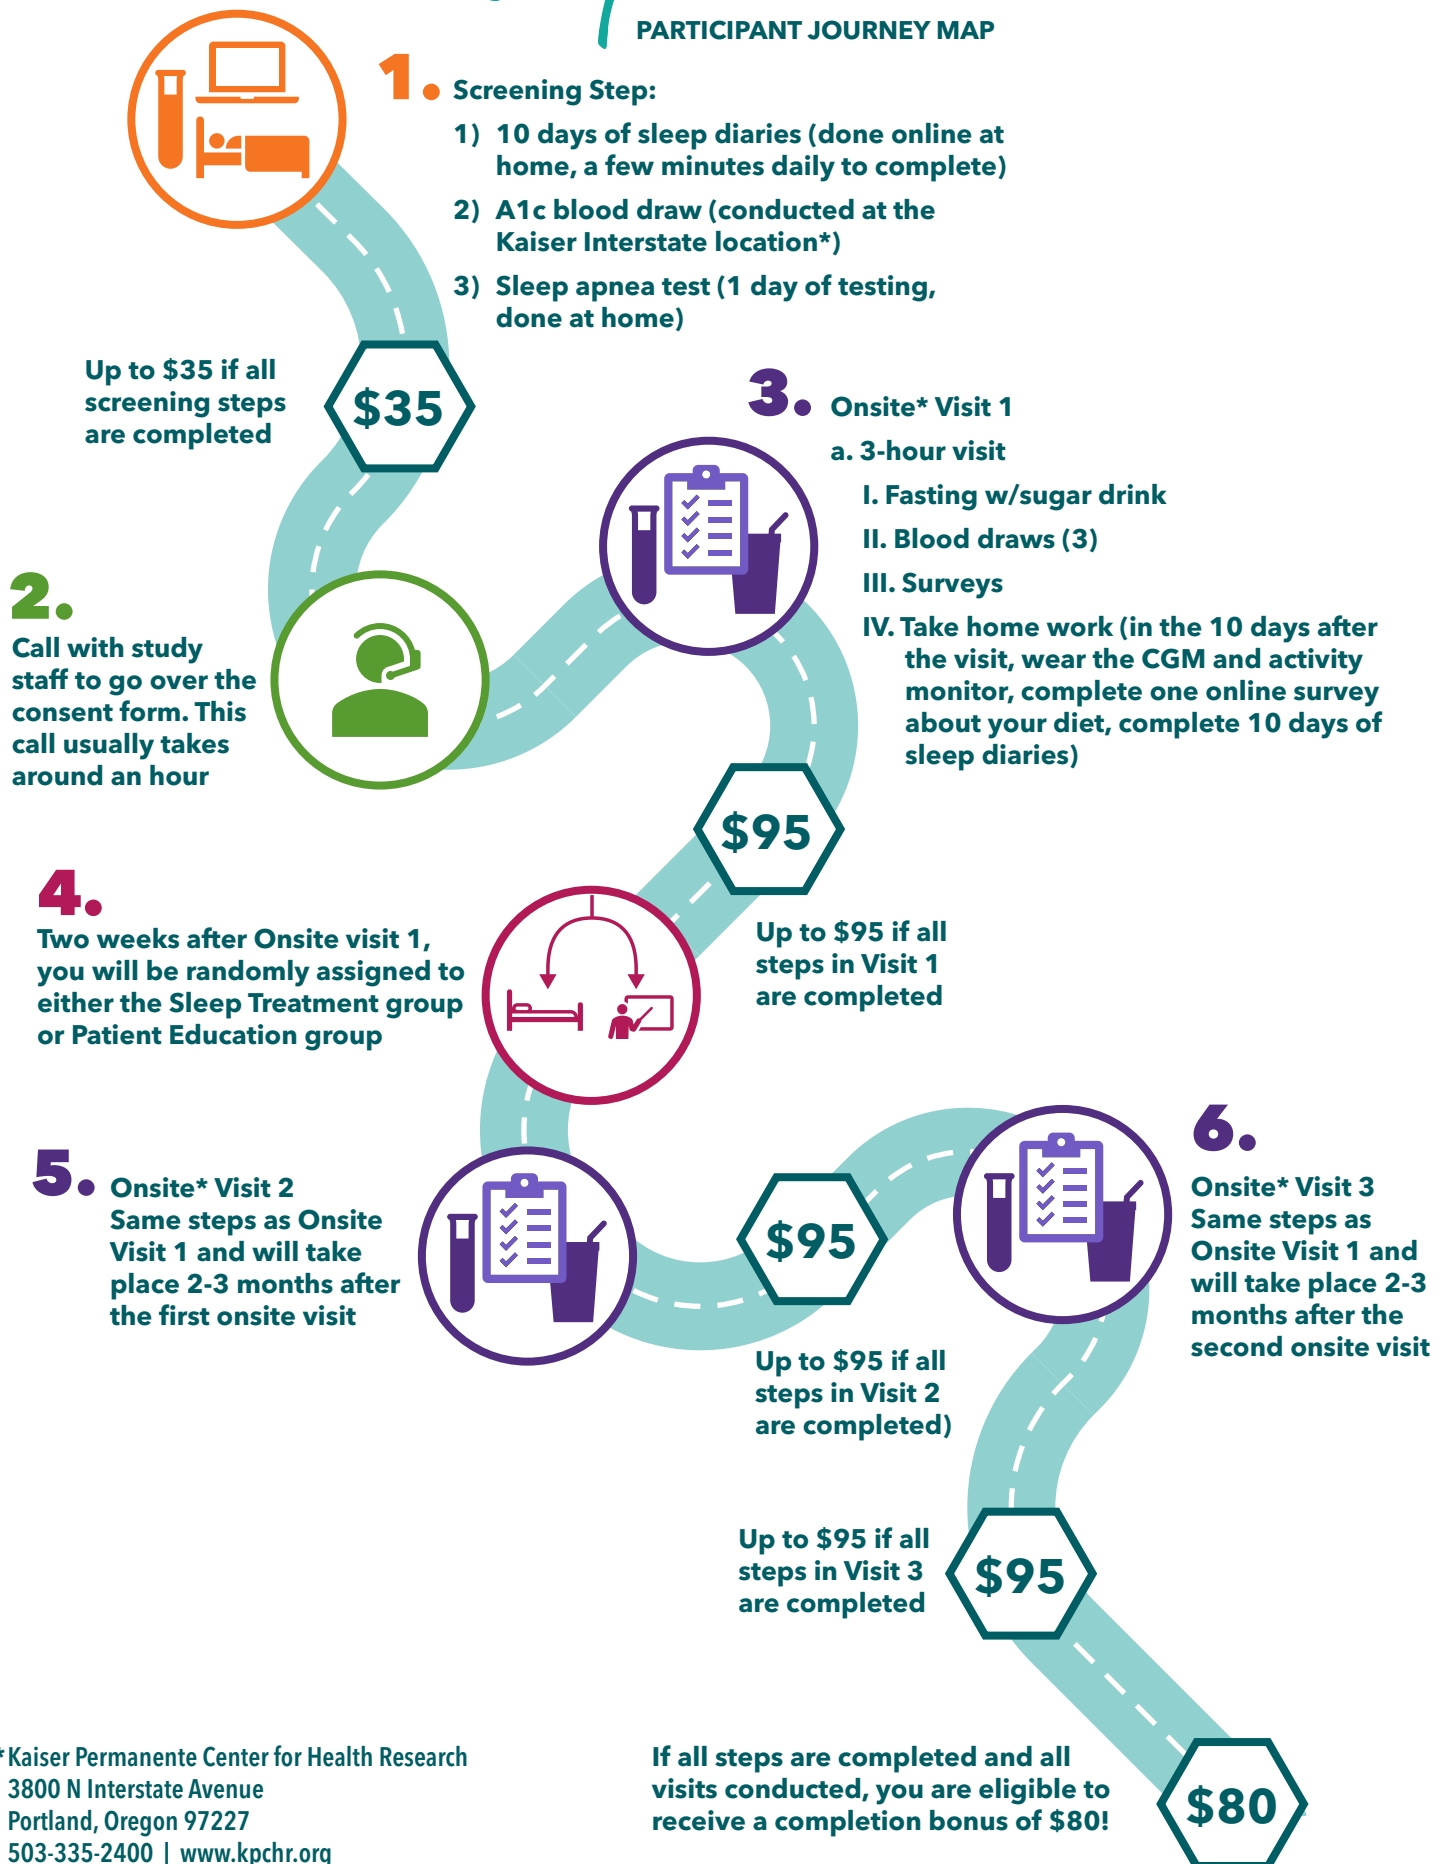 PARTICIPANT JOURNEY MAP
1. Screening Step:
1) 10 days of sleep diaries (done online at
home, a few minutes daily to complete)
2) A1c blood draw (conducted at the
Kaiser Interstate location*)
3) Sleep apnea test (1 day of testing,
done at home)
Up to $35 if all
screening steps
are completed
$35
2.
Call with study
staff to go over the
consent form. This
call usually takes
around an hour
3. Onsite* Visit 1
a. 3-hour visit
I. Fasting w/sugar drink
II. Blood draws (3)
III. Surveys
IV. Take home work (in the 10 days after
the visit, wear the CGM and activity
monitor, complete one online survey
about your diet, complete 10 days of
sleep diaries)
$95
Up to $95 if all
steps in Visit 1
are completed
4.
Two weeks after Onsite visit 1,
you will be randomly assigned to
either the Sleep Treatment group
or Patient Education group
5. Onsite* Visit 2
Same steps as Onsite
Visit 1 and will take
place 2-3 months after
the first onsite visit
$95
Up to $95 if all
steps in Visit 2
are completed)
6.
Onsite* Visit 3
Same steps as
Onsite Visit 1 and
will take place 2-3
months after the
second onsite visit
Up to $95 if all
steps in Visit 3
are completed
$95
If all steps are completed and all
visits conducted, you are eligible to
receive a completion bonus of $80!
$80
*Kaiser Permanente Center for Health Research
3800 N Interstate Avenue
Portland, Oregon 97227
503-335-2400 | www.kpchr.org